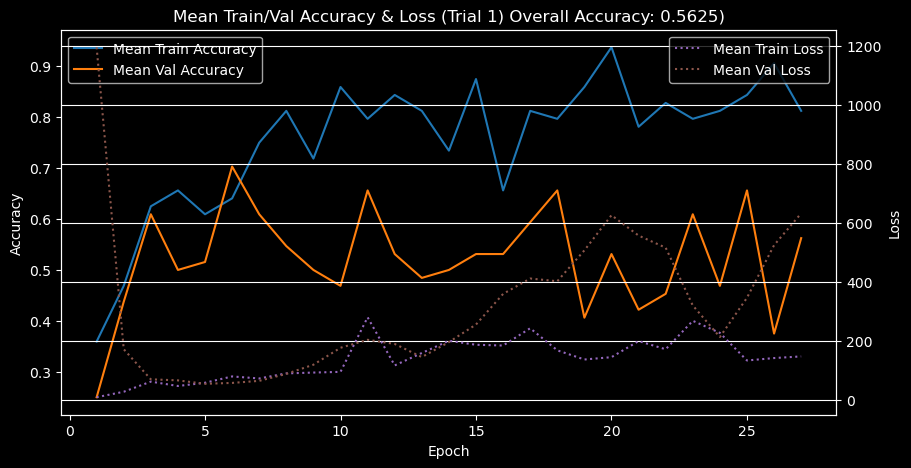 Mean Train/Val Accuracy & Loss (Trial 1) Overall Accuracy: 0.5625)
Mean Train Accuracy
Mean Val Accuracy
Mean Train Loss
Mean Val Loss
Accuracy
0.9
0.8
0.7
0.6
0.5
0.4
0.3
1200
1000
800
600
400
200
0
Loss
0
5
10
15
20
25
Epoch